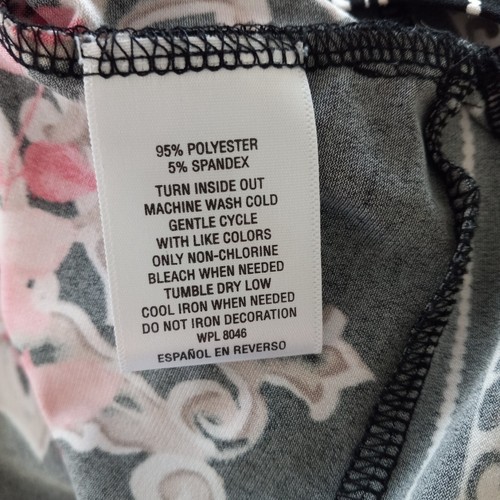 95% POLYESTER
5% SPANDEX
TURN INSIDE OUT
MACHINE WASH COLD
GENTLE CYCLE
WITH LIKE COLORS
ONLY NON-CHLORINE
BLEACH WHEN NEEDED
TUMBLE DRY LOW
COOL IRON WHEN NEEDED
DO NOT IRON DECORATION
WPL 8046
ESPAÑOL EN REVERSO